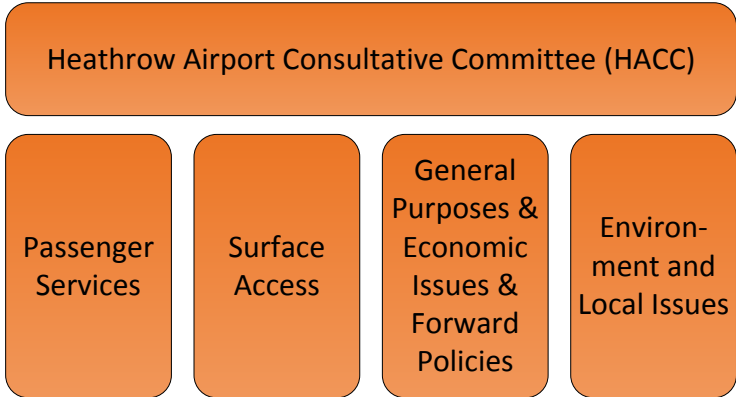 Heathrow Airport Consultative Committee (HACC)
Passenger
Services
Surface
Access
General
Purposes &
Economic
Issues &
Forward
Policies
Environ-
ment and
Local Issues